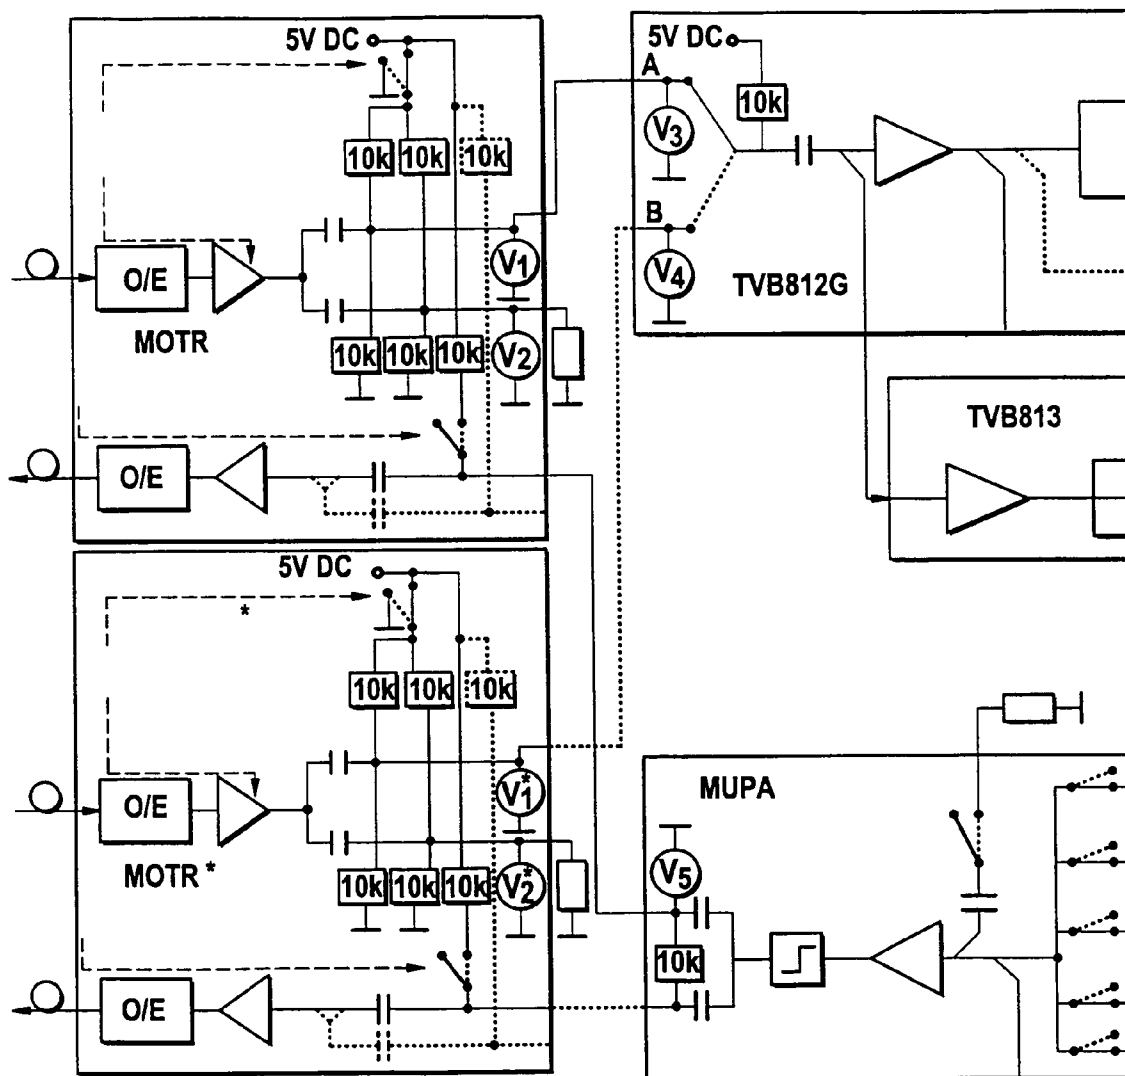 5V DC
10k
10k
10k
O/E
V1
MOTR
10k
10k
10k
V2
O/E
5V DC
*
10k
10k
10k
O/E
V1*
MOTR *
10k
10k
10k
V2*
O/E
5V DC
A
10k
V3
B
V4
TVB812G
TVB813
MUPA
V5
10k